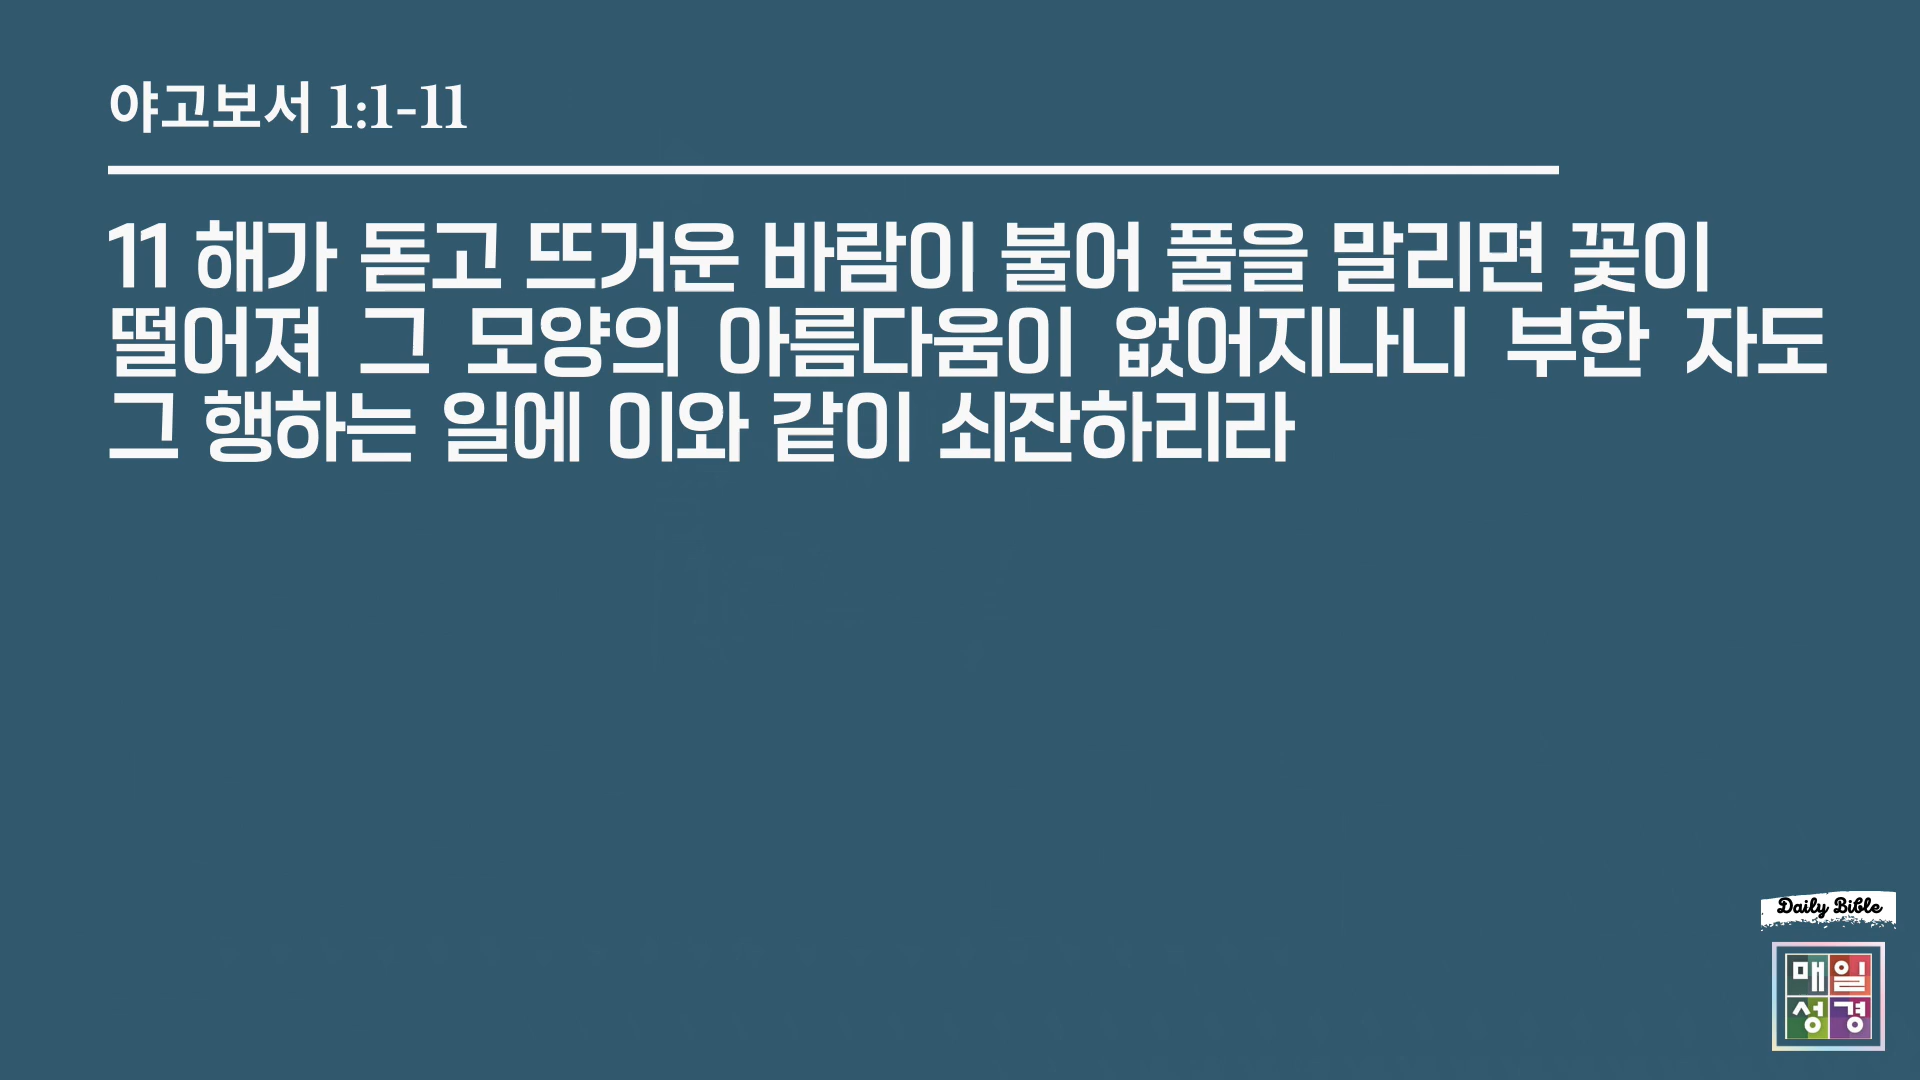 야고보서 1:1-11
11 해가 돋고 뜨거운 바람이 불어 풀을 말리면 꽃이
떨어져 그 모양의 아름다움이 없어지나니 부한 자도
그 행하는 일에 이와 같이 쇠잔하리라
Daily Bible
매일
성경